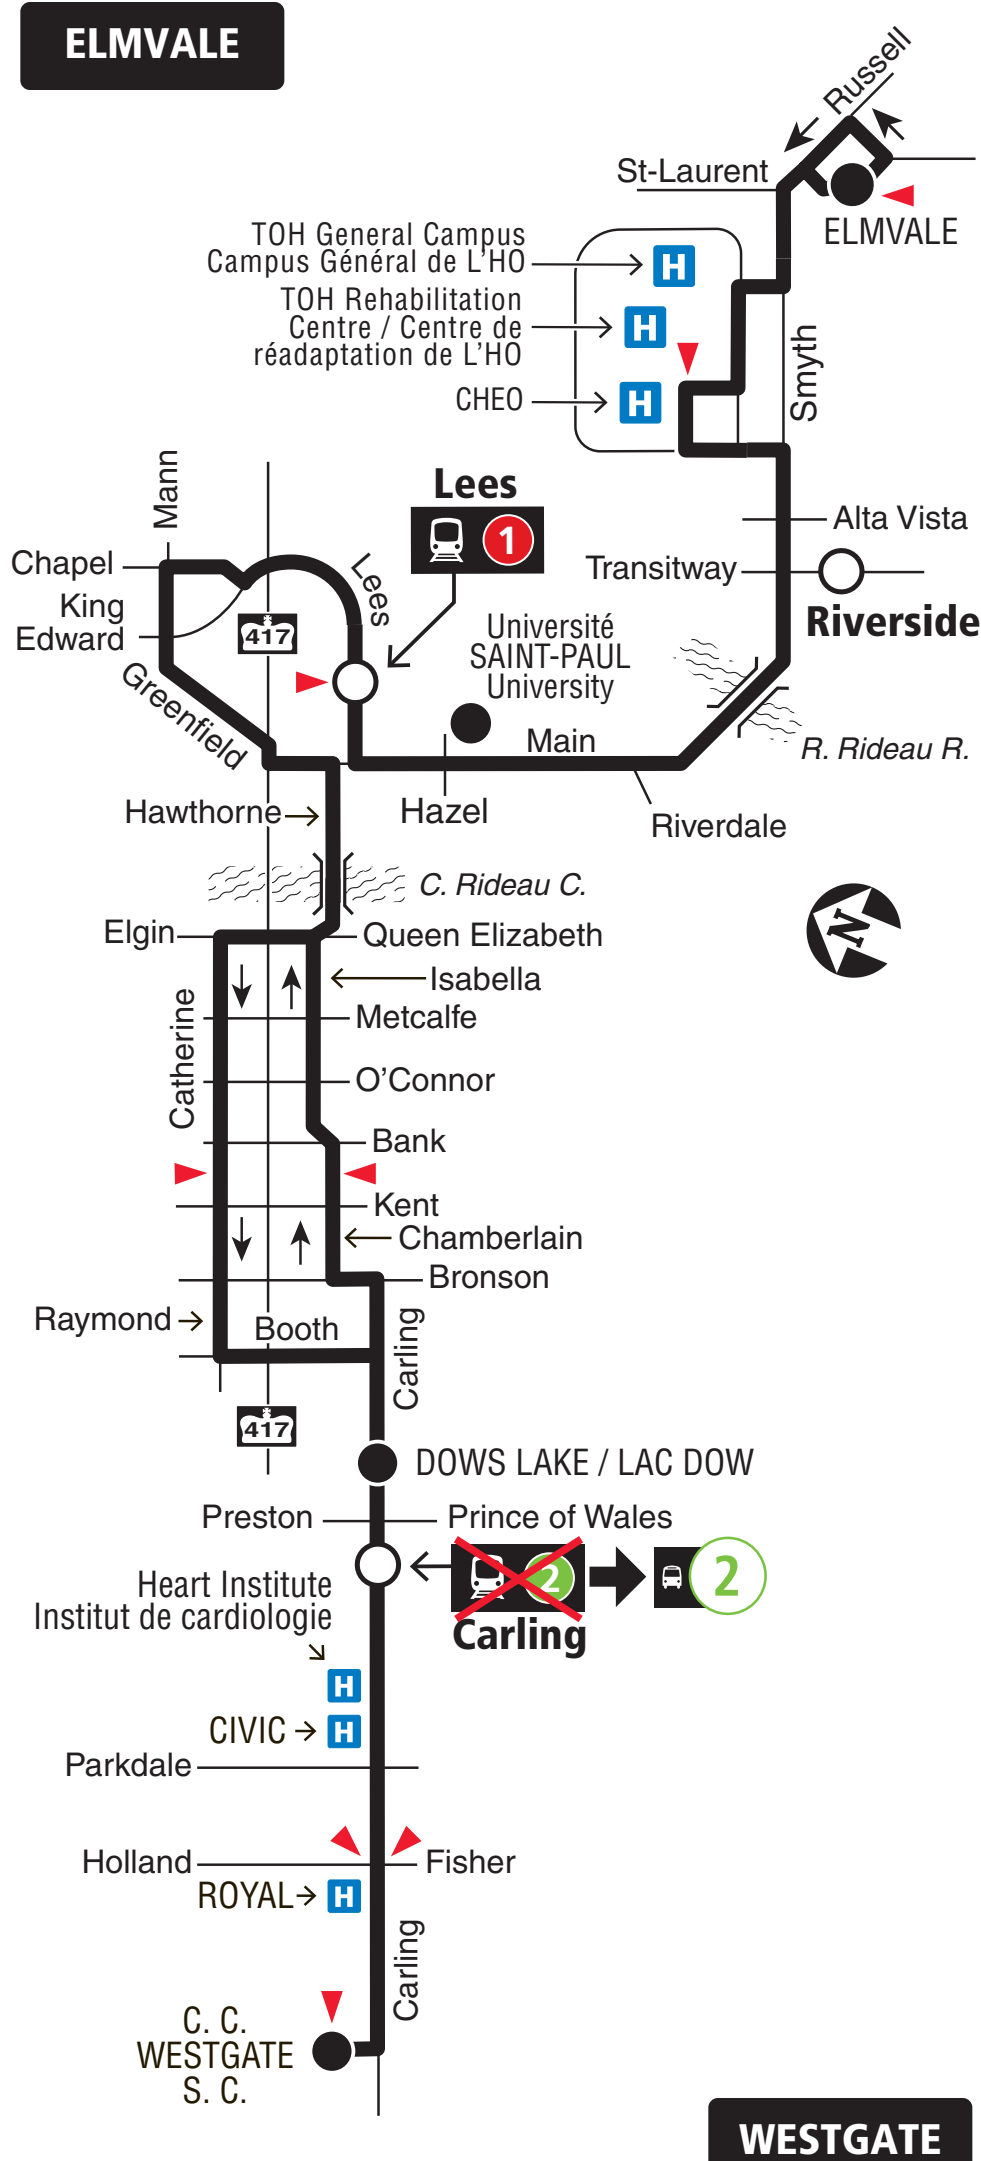 ELMVALE
Russell
St-Laurent
ELMVALE
TOH General Campus
Campus Général de L'HO
H
TOH Rehabilitation
Centre / Centre de
réadaptation de L'HO
H
CHEO
H
Smyth
Mann
Lees
1
Alta Vista
Chapel
Lees
Transitway
King
Edward
417
Riverside
Université
SAINT-PAUL
University
Greenfield
Main
R. Rideau R.
Hawthorne
Hazel
Riverdale
C. Rideau C.
N
Elgin
Queen Elizabeth
Isabella
Catherine
Metcalfe
O'Connor
Bank
Kent
Chamberlain
Bronson
Raymond
Booth
Carling
417
DOWS LAKE / LAC DOW
Preston
Prince of Wales
2
2
Carling
Heart Institute
Institut de cardiologie
H
CIVIC
H
Parkdale
Holland
Fisher
ROYAL
H
Carling
C. C.
WESTGATE
S. C.
WESTGATE